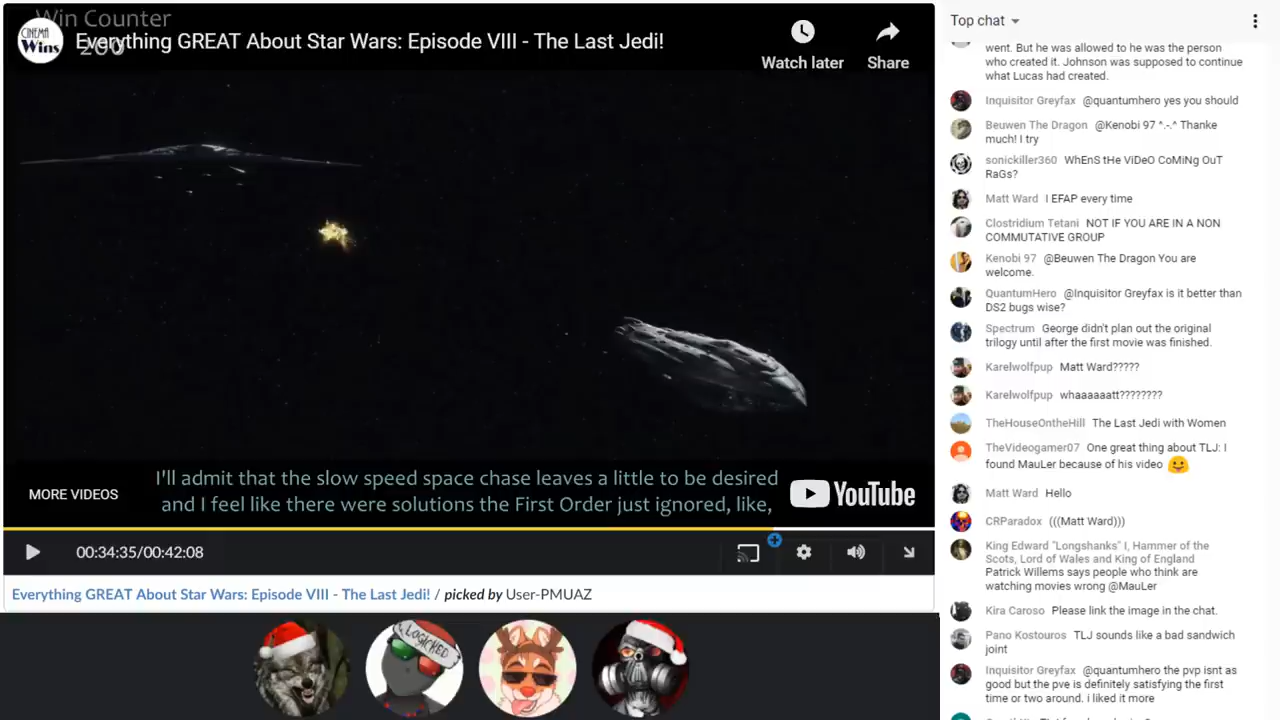 Win Counter
200
CINEMA
Wins
Everything GREAT About Star Wars: Episode VIII - The Last Jedi!
Watch later
Share
I'll admit that the slow speed space chase leaves a little to be desired
and I feel like there were solutions the First Order just ignored, like,
MORE VIDEOS
YouTube
00:34:35/00:42:08
Everything GREAT About Star Wars: Episode VIII - The Last Jedi! / picked by User-PMUAZ
LOGICKED
Top chat
went. But he was allowed to he was the person
who created it. Johnson was supposed to continue
what Lucas had created.
Inquisitor Greyfax @quantumhero yes you should
Beuwen The Dragon @Kenobi 97 ^.-.^ Thanke
much! I try
sonickiller360 WhEnS tHe ViDeO CoMiNg OuT
RaGs?
Matt Ward I EFAP every time
Clostridium Tetani NOT IF YOU ARE IN A NON
COMMUTATIVE GROUP
Kenobi 97 @Beuwen The Dragon You are
welcome.
QuantumHero @Inquisitor Greyfax is it better than
DS2 bugs wise?
Spectrum George didn't plan out the original
trilogy until after the first movie was finished.
Karelwolfpup Matt Ward?????
Karelwolfpup whaaaaaatt????????
TheHouseOntheHill The Last Jedi with Women
TheVideogamer07 One great thing about TLJ: I
found MauLer because of his video
Matt Ward Hello
CRParadox (((Matt Ward)))
King Edward "Longshanks" I, Hammer of the
Scots, Lord of Wales and King of England
Patrick Willems says people who think are
watching movies wrong @MauLer
Kira Caroso Please link the image in the chat.
Pano Kostouros TLJ sounds like a bad sandwich
joint
Inquisitor Greyfax @quantumhero the pvp isnt as
good but the pve is definitely satisfying the first
time or two around. i liked it more